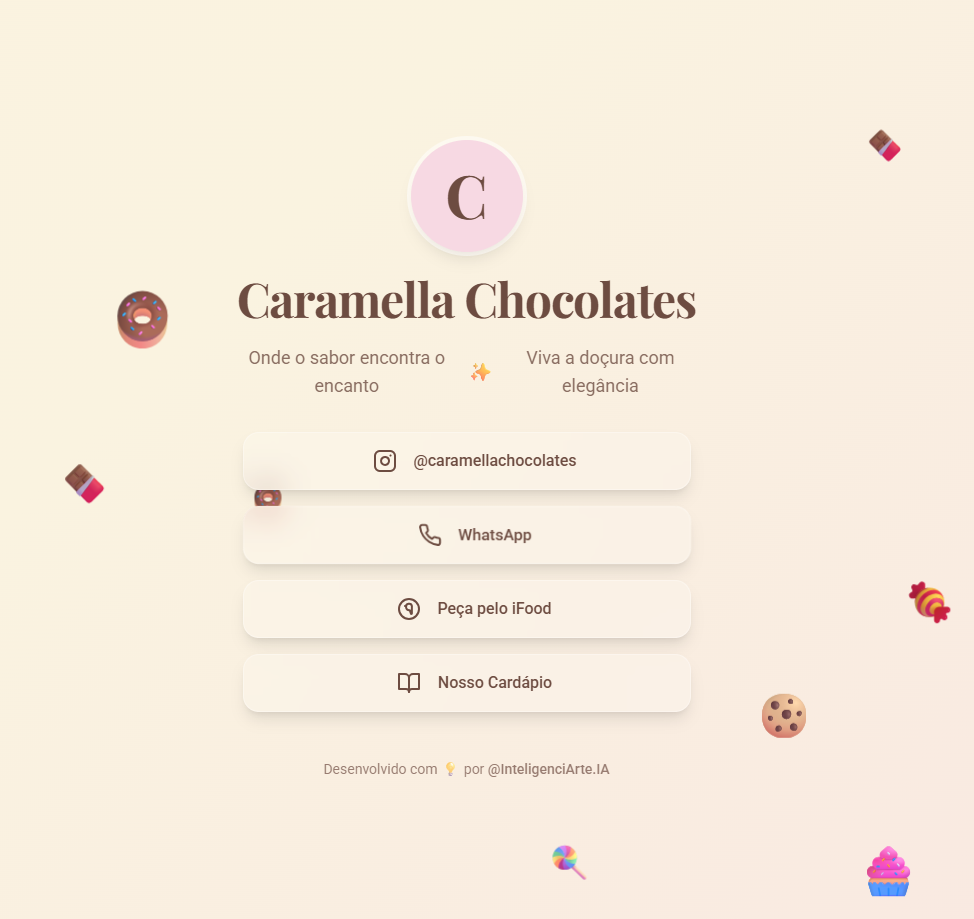 C
Caramella Chocolates
Onde o sabor encontra o
encanto
✨
Viva a doçura com
elegância
@caramellachocolates
WhatsApp
Peça pelo iFood
Nosso Cardápio
Desenvolvido com 💡 por @InteligenciArte.IA